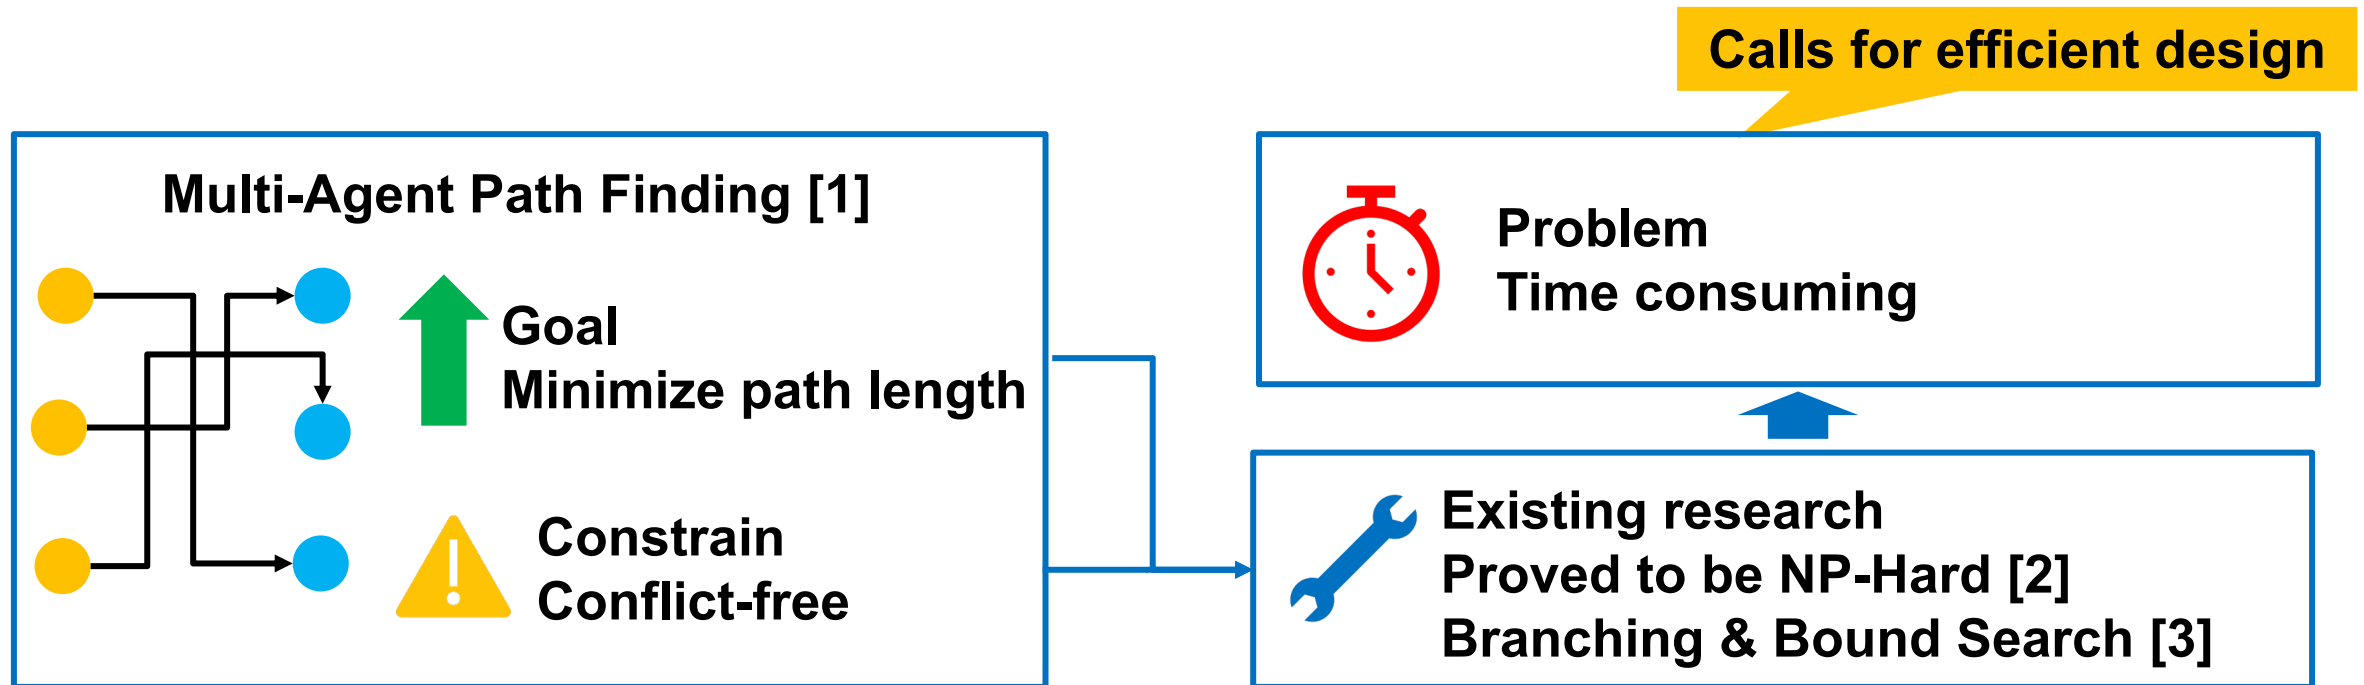 Calls for efficient design
Multi-Agent Path Finding [1]
Goal
Minimize path length
Constrain
Conflict-free
Problem
Time consuming
Existing research
Proved to be NP-Hard [2]
Branching & Bound Search [3]